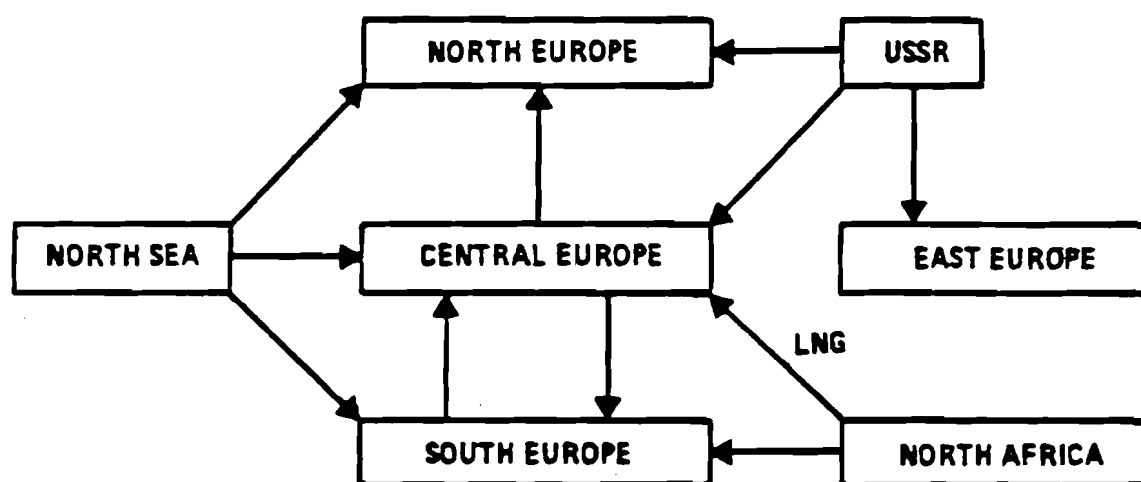 NORTH EUROPE
USSR
NORTH SEA
CENTRAL EUROPE
EAST EUROPE
LNG
SOUTH EUROPE
NORTH AFRICA